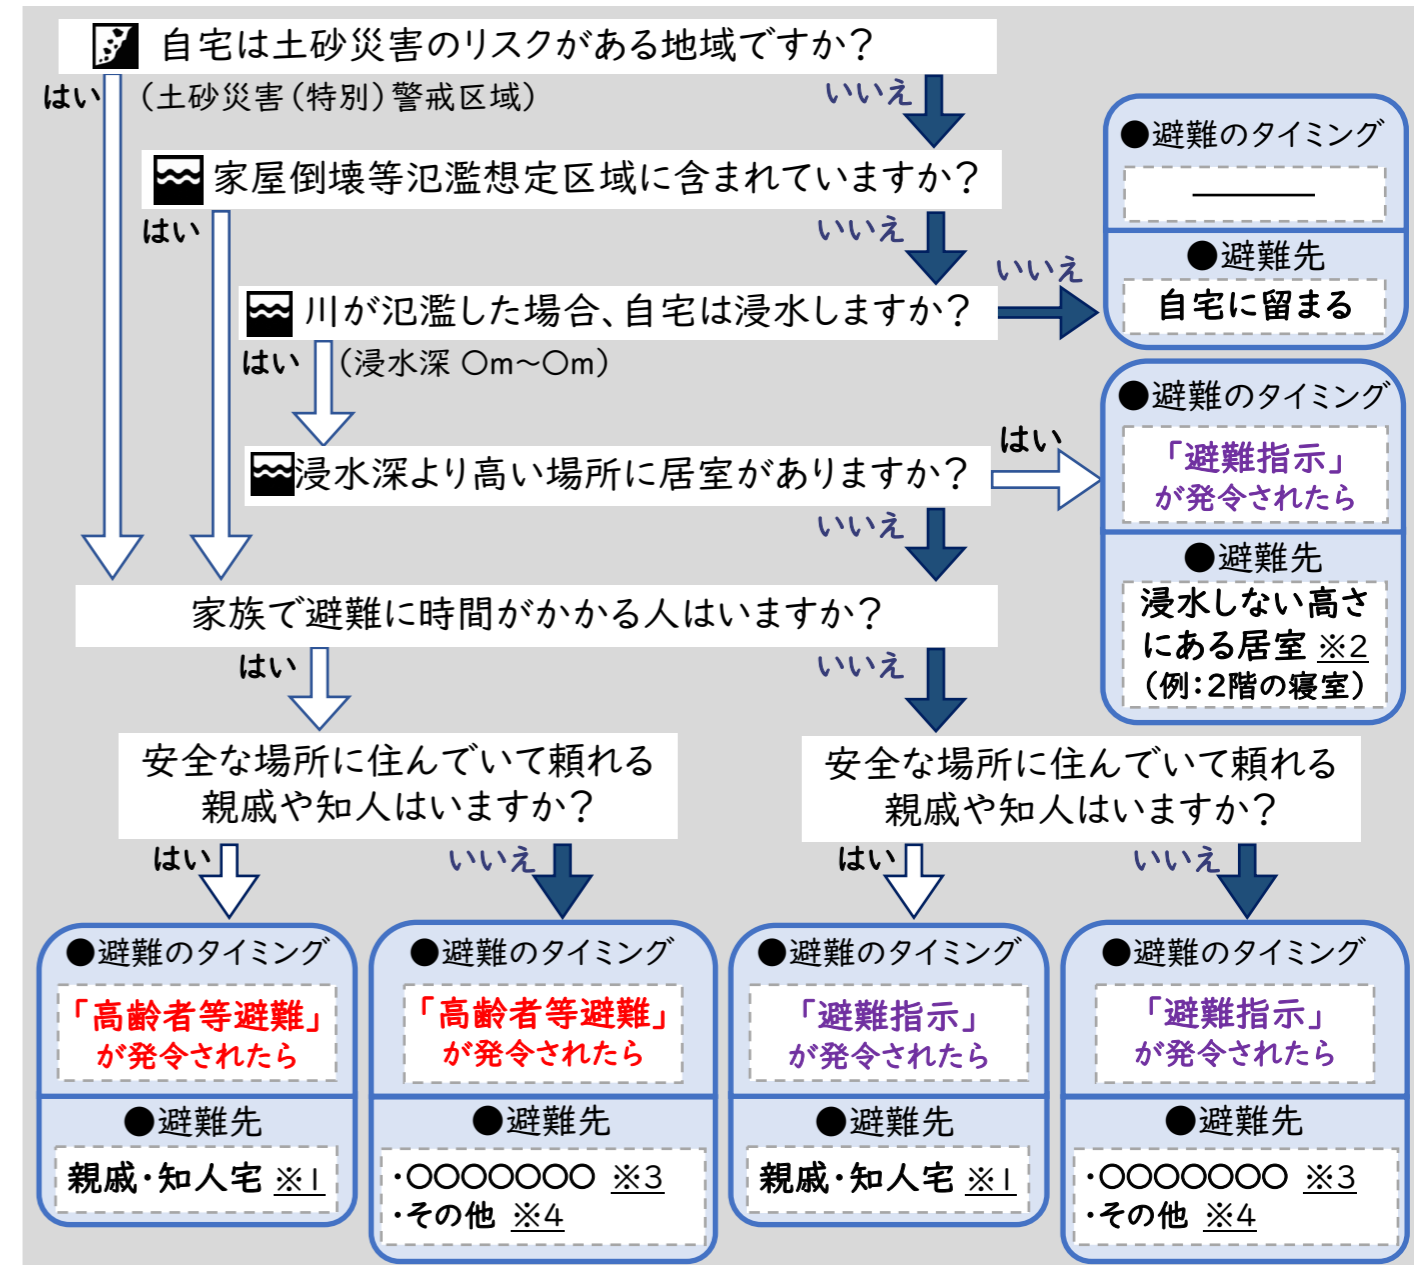 自宅は土砂災害のリスクがある地域ですか？
はい
（土砂災害（特別）警戒区域）
いいえ
家屋倒壊等氾濫想定区域に含まれていますか？
はい
いいえ
川が氾濫した場合、自宅は浸水しますか？
いいえ
はい
（浸水深 〇m～〇m）
浸水深より高い場所に居室がありますか？
はい
いいえ
●避難のタイミング
●避難先
自宅に留まる
●避難のタイミング
「避難指示」
が発令されたら
●避難先
浸水しない高さ
にある居室 ※2
（例：2階の寝室）
家族で避難に時間がかかる人はいますか？
はい
いいえ
安全な場所に住んでいて頼れる
親戚や知人はいますか？
はい
いいえ
安全な場所に住んでいて頼れる
親戚や知人はいますか？
はい
いいえ
●避難のタイミング
「高齢者等避難」
が発令されたら
●避難先
親戚・知人宅 ※1
●避難のタイミング
「高齢者等避難」
が発令されたら
●避難先
・〇〇〇〇〇〇〇 ※3
・その他 ※4
●避難のタイミング
「避難指示」
が発令されたら
●避難先
親戚・知人宅 ※1
●避難のタイミング
「避難指示」
が発令されたら
●避難先
・〇〇〇〇〇〇〇 ※3
・その他 ※4